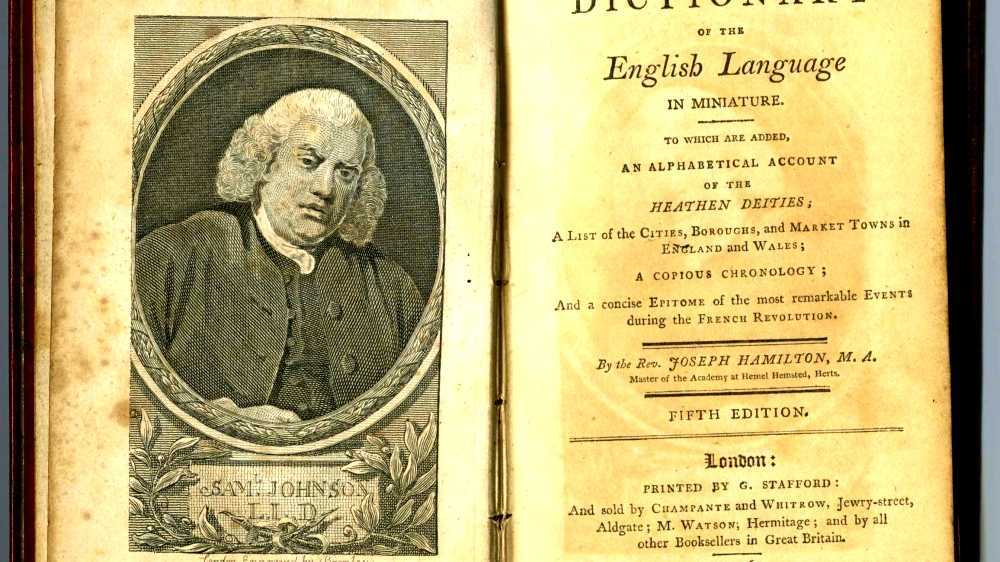 SAMˡ. JOHNSON
L.L.D.
DICTIONARY
OF THE
English Language
IN MINIATURE.
TO WHICH ARE ADDED,
AN ALPHABETICAL ACCOUNT
OF THE
HEATHEN DEITIES;
A LIST of the CITIES, BOROUGHS, and MARKET TOWNS in
ENGLAND and WALES;
A COPIOUS CHRONOLOGY;
And a concise EPITOME of the most remarkable EVENTS
during the FRENCH REVOLUTION.
By the Rev. JOSEPH HAMILTON, M. A.
Master of the Academy at Hemel Hemsted, Herts.
FIFTH EDITION.
London:
PRINTED BY G. STAFFORD:
And sold by CHAMPANTE and WHITROW, Jewry-street,
Aldgate; M. WATSON, Hermitage; and by all
other Booksellers in Great Britain.